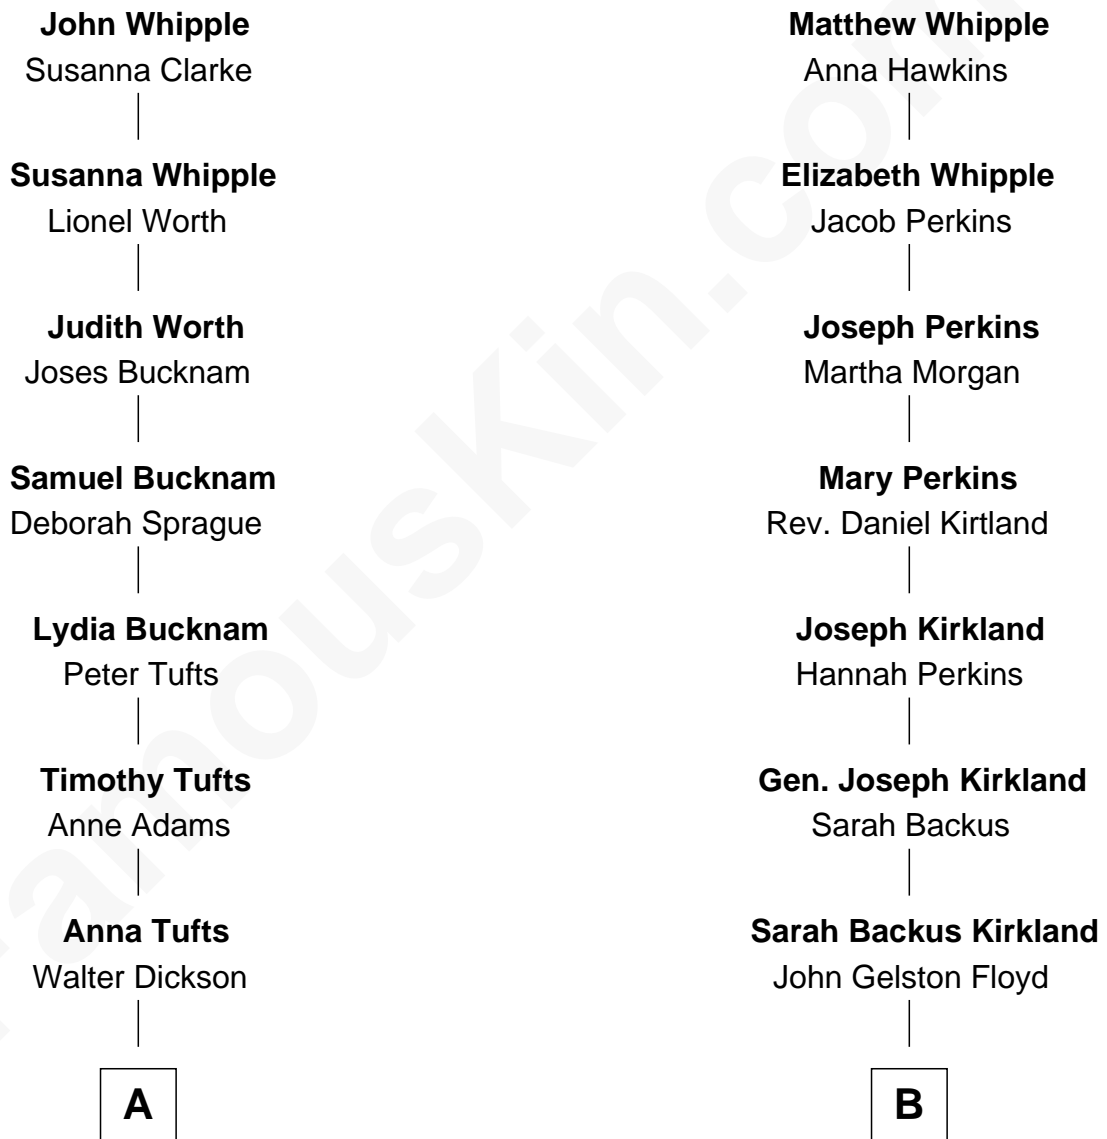 John Whipple
Susanna Clarke
Susanna Whipple
Lionel Worth
Judith Worth
Joses Bucknam
Samuel Bucknam
Deborah Sprague
Lydia Bucknam
Peter Tufts
Timothy Tufts
Anne Adams
Anna Tufts
Walter Dickson
A
Matthew Whipple
Anna Hawkins
Elizabeth Whipple
Jacob Perkins
Joseph Perkins
Martha Morgan
Mary Perkins
Rev. Daniel Kirtland
Joseph Kirkland
Hannah Perkins
Gen. Joseph Kirkland
Sarah Backus
Sarah Backus Kirkland
John Gelston Floyd
B
FamousKin.com